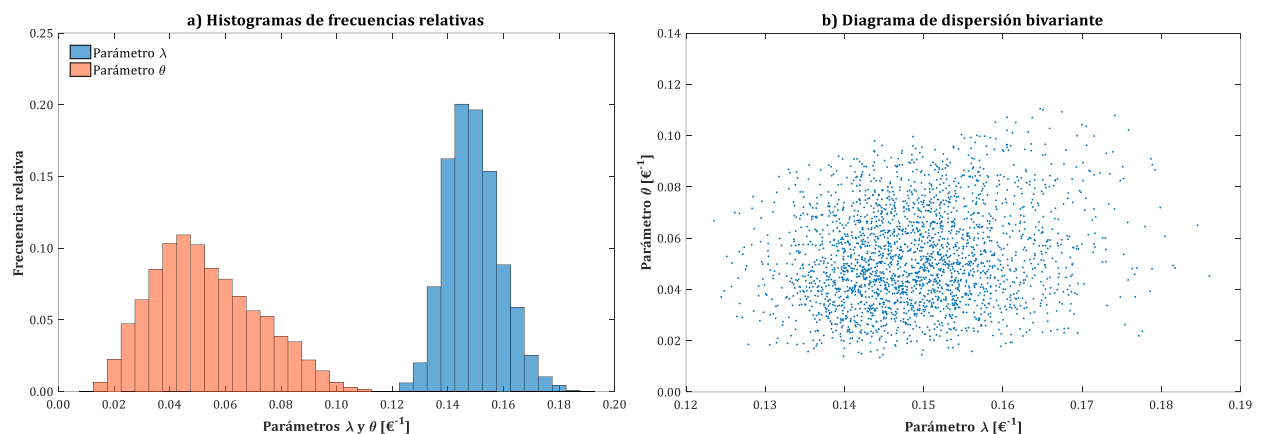 a) Histogramas de frecuencias relativas
0.25
0.20
0.15
0.10
0.05
0.00
Frecuencia relativa
Parámetro λ
Parámetro θ
0.00 0.02 0.04 0.06 0.08 0.10 0.12 0.14 0.16 0.18 0.20
Parámetros λ y θ [€⁻¹]
b) Diagrama de dispersión bivariante
0.14
0.12
0.10
0.08
0.06
0.04
0.02
0.00
Parámetro θ [€⁻¹]
0.12 0.13 0.14 0.15 0.16 0.17 0.18 0.19
Parámetro λ [€⁻¹]